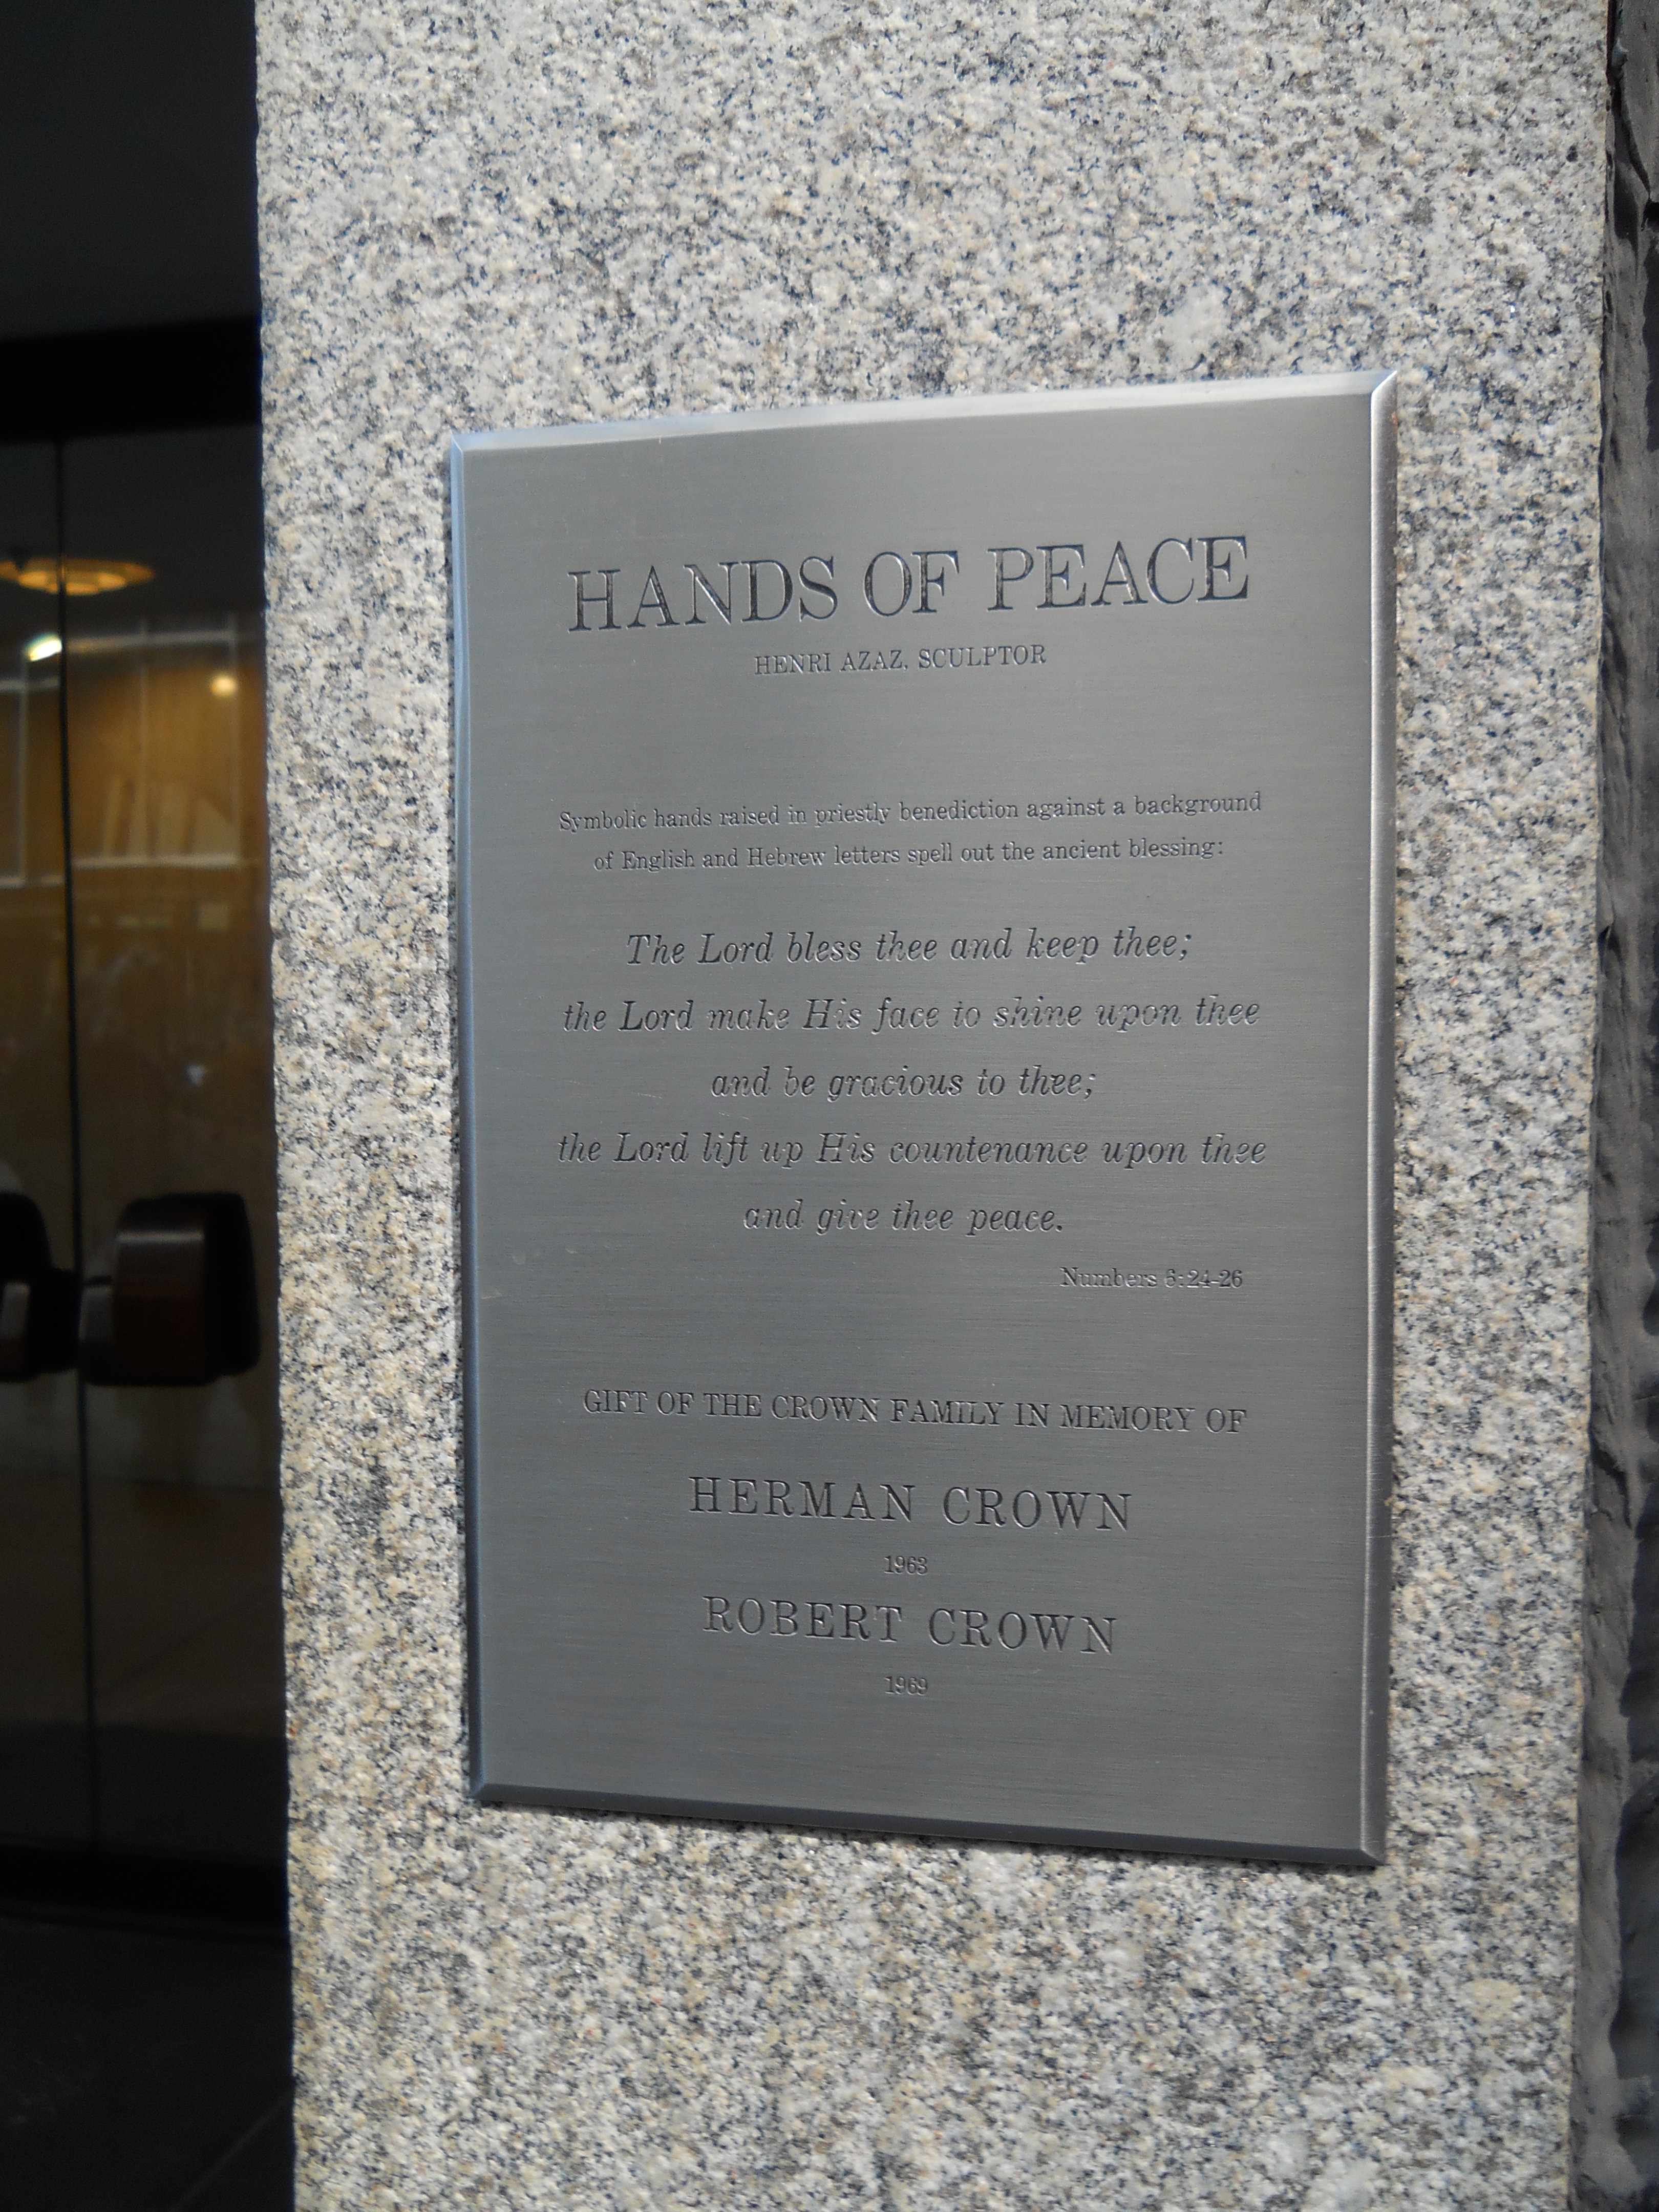 HANDS OF PEACE
HENRI AZAZ, SCULPTOR
Symbolic hands raised in priestly benediction against a background
of English and Hebrew letters spell out the ancient blessing:
The Lord bless thee and keep thee;
the Lord make His face to shine upon thee
and be gracious to thee;
the Lord lift up His countenance upon thee
and give thee peace.
Numbers 6:24-26
GIFT OF THE CROWN FAMILY IN MEMORY OF
HERMAN CROWN
1963
ROBERT CROWN
1969